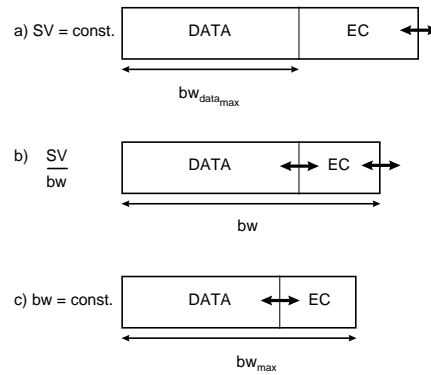 a) SV = const. DATA EC
bw_data_max
b) SV/bw DATA EC
bw
c) bw = const. DATA EC
bw_max